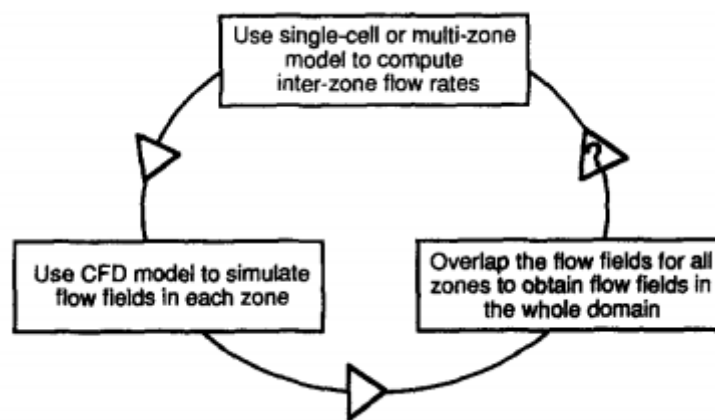 Use single-cell or multi-zone
model to compute
inter-zone flow rates
?
Use CFD model to simulate
flow fields in each zone
Overlap the flow fields for all
zones to obtain flow fields in
the whole domain